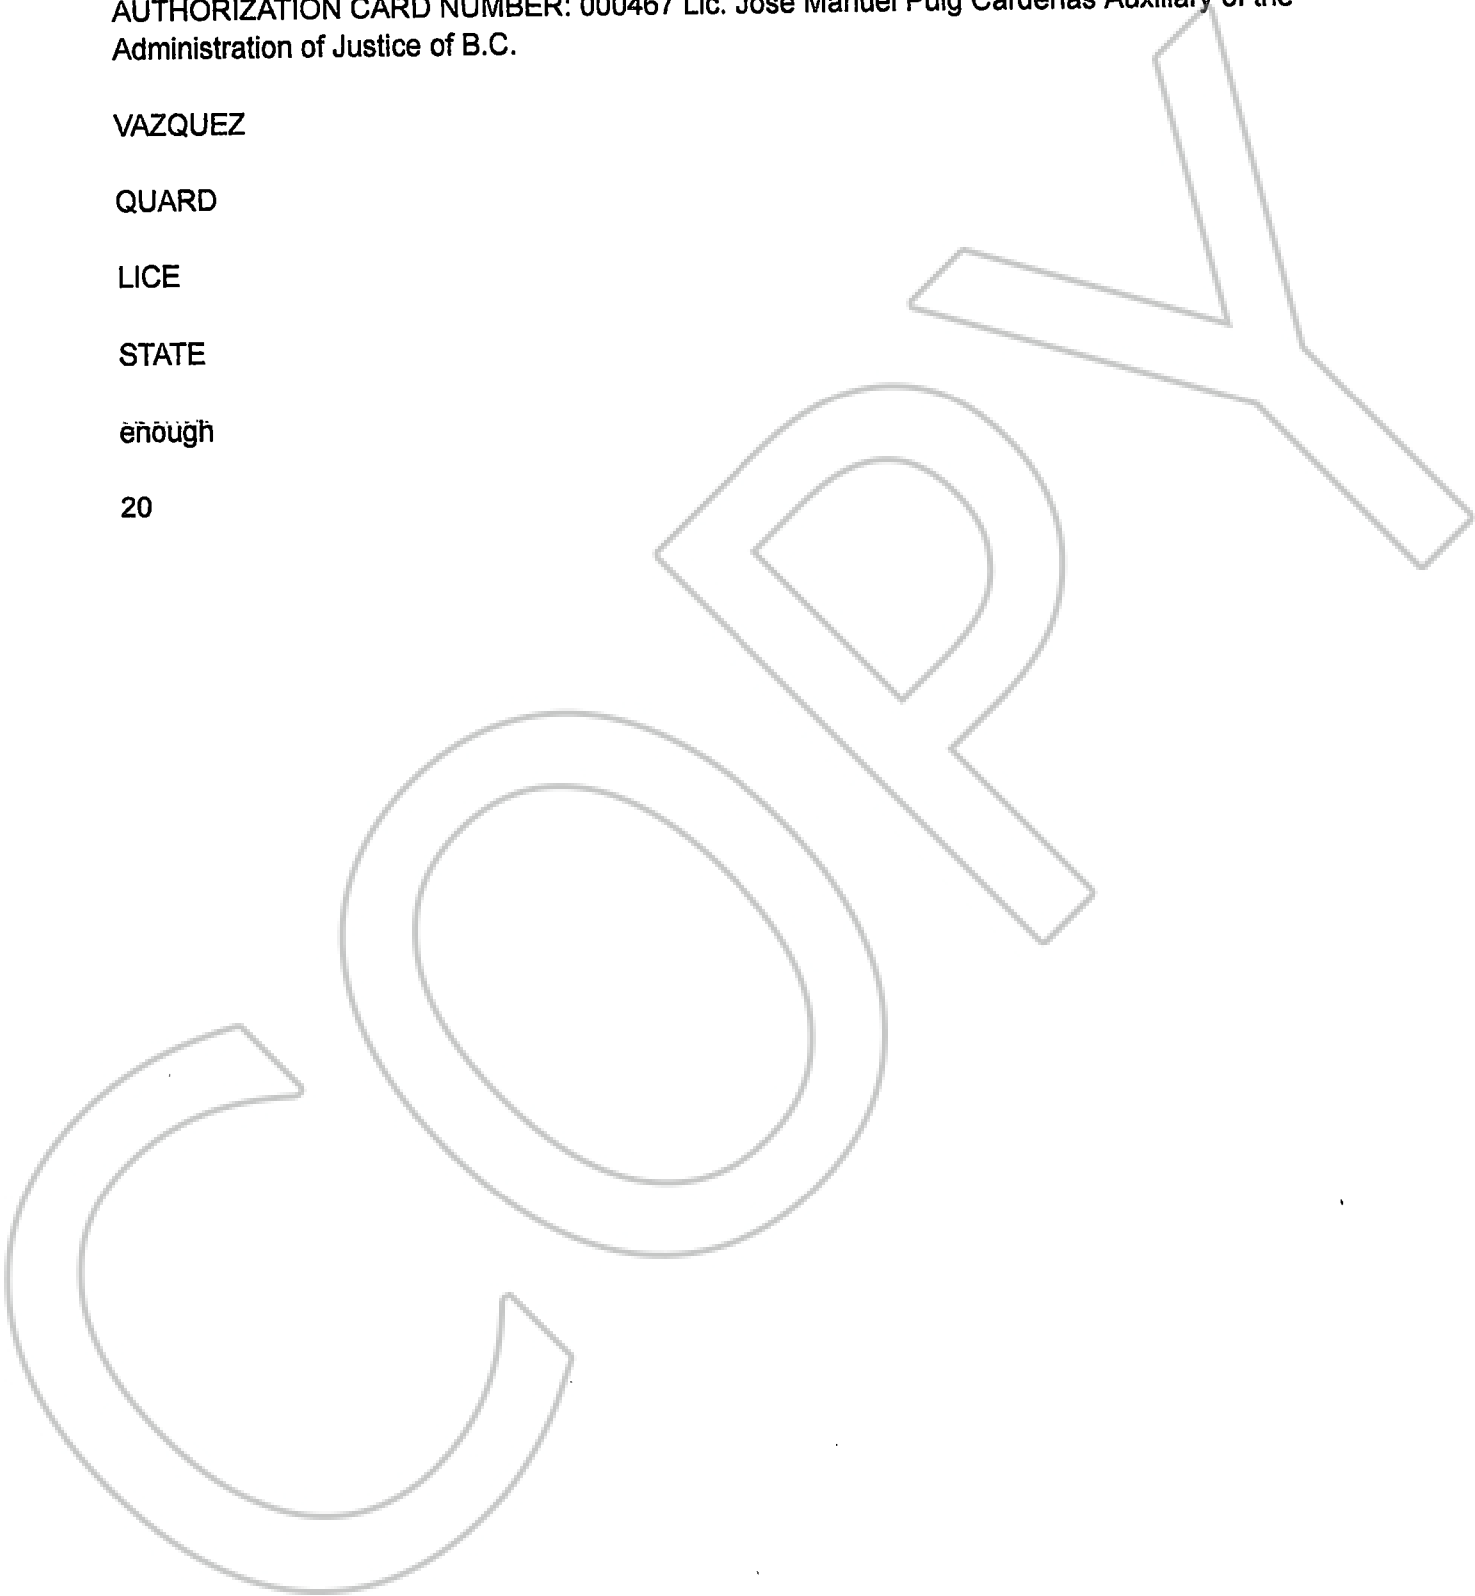 AUTHORIZATION CARD NUMBER: 000467 Lic. Jose Manuel Puig Cardenas Auxiliary of the
Administration of Justice of B.C.
VAZQUEZ
QUARD
LICE
STATE
enough
20
COPY